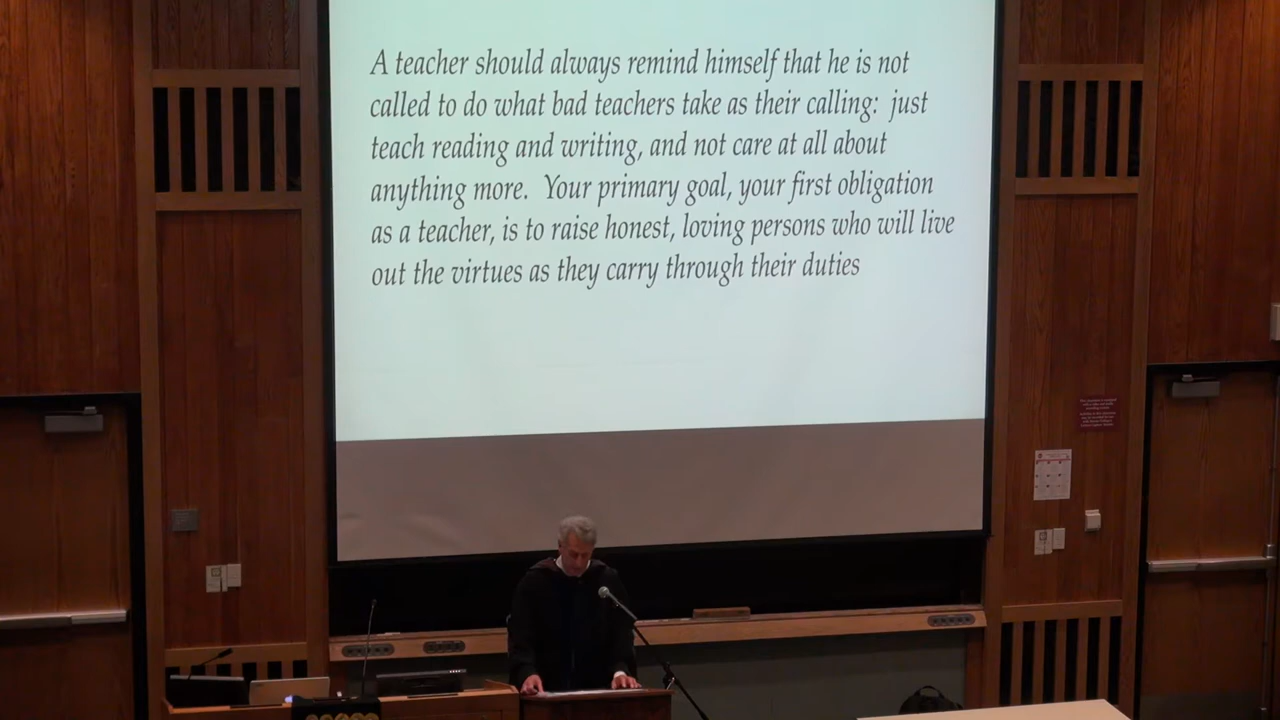 A teacher should always remind himself that he is not
called to do what bad teachers take as their calling:  just
teach reading and writing, and not care at all about
anything more.  Your primary goal, your first obligation
as a teacher, is to raise honest, loving persons who will live
out the virtues as they carry through their duties